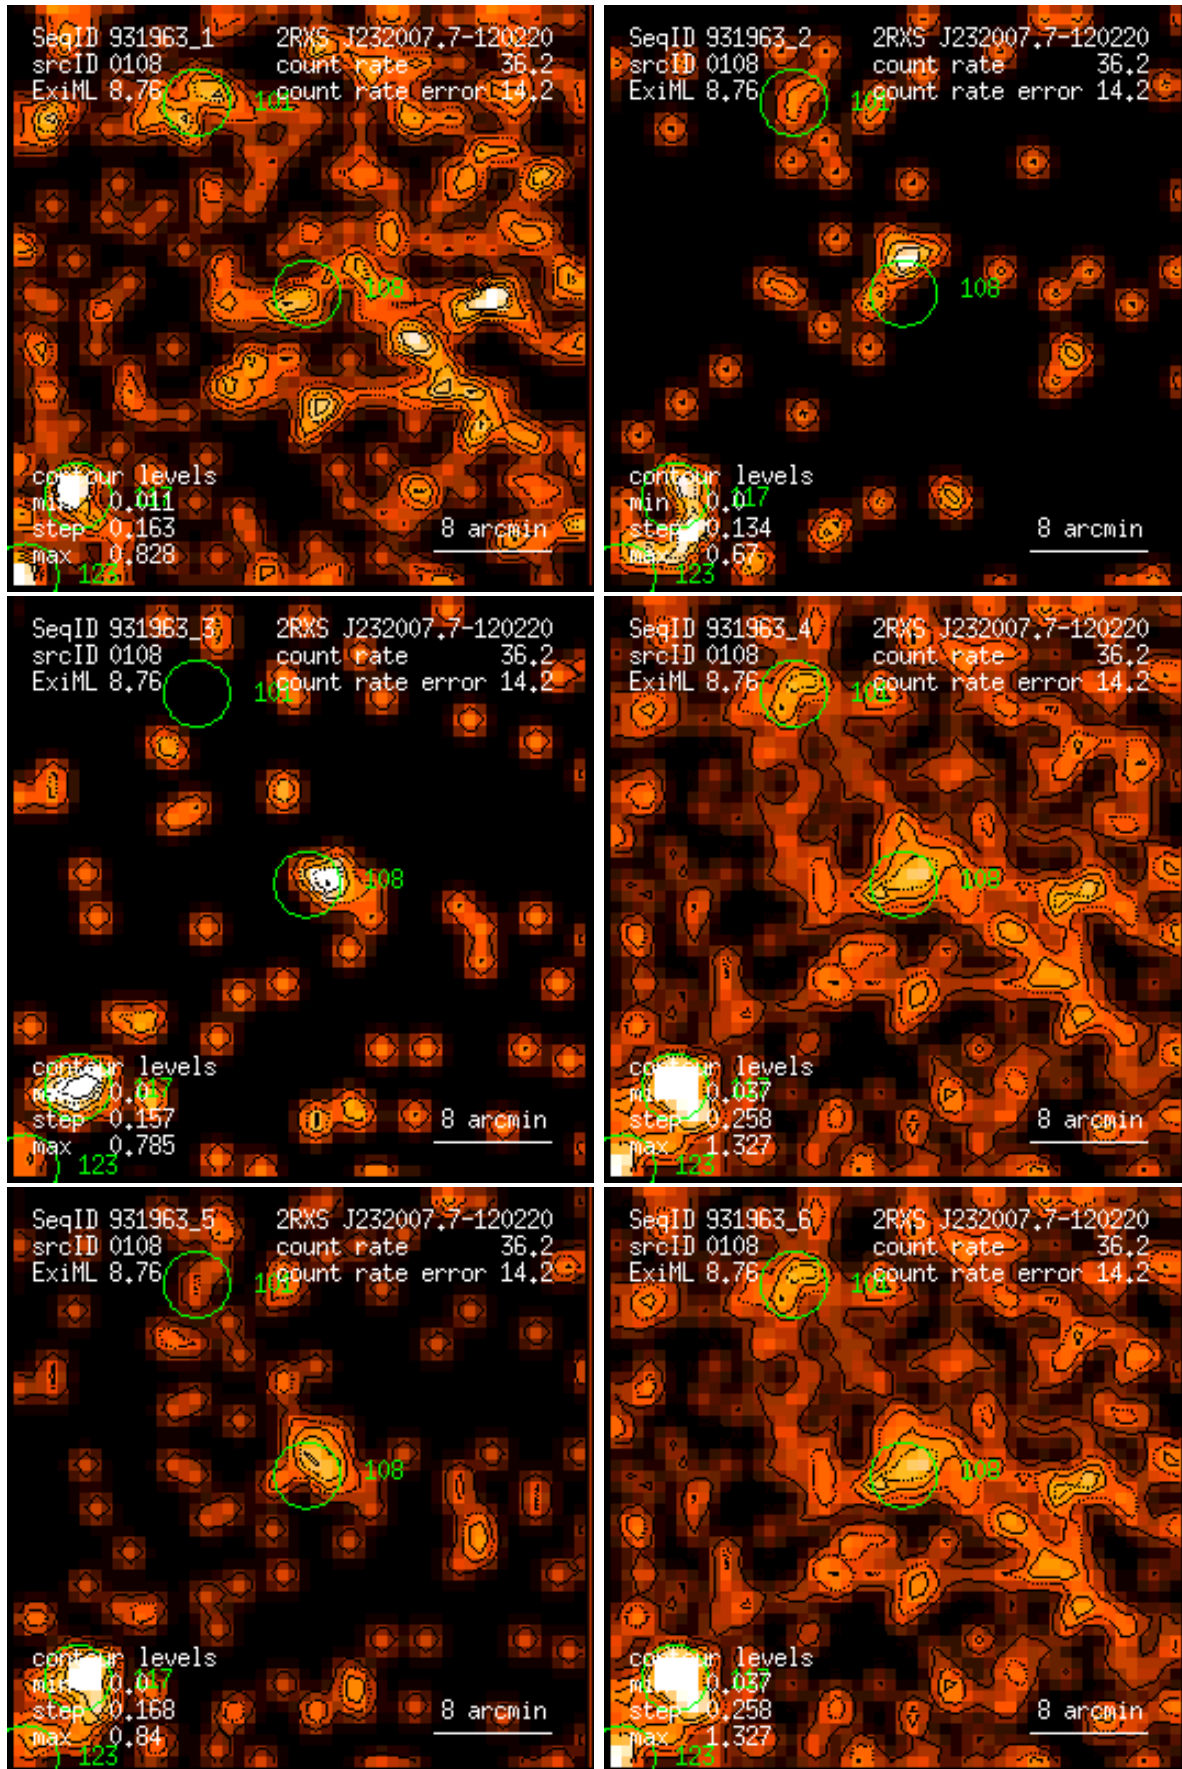 SeqID 931963_1 2RXS J232007.7-120220
srcID 0108 count rate 36.2
ExiML 8.76 101 count rate error 14.2
108
contour levels
min 0.011 117
step 0.163 8 arcmin
max 0.828 123
SeqID 931963_2 2RXS J232007.7-120220
srcID 0108 count rate 36.2
ExiML 8.76 101 count rate error 14.2
108
contour levels
min 0.0 117
step 0.134 8 arcmin
max 0.67 123
SeqID 931963_3 2RXS J232007.7-120220
srcID 0108 count rate 36.2
ExiML 8.76 101 count rate error 14.2
108
contour levels
min 0.0 117
step 0.157 8 arcmin
max 0.785 123
SeqID 931963_4 2RXS J232007.7-120220
srcID 0108 count rate 36.2
ExiML 8.76 101 count rate error 14.2
108
contour levels
min 0.037 117
step 0.258 8 arcmin
max 1.327 123
SeqID 931963_5 2RXS J232007.7-120220
srcID 0108 count rate 36.2
ExiML 8.76 101 count rate error 14.2
108
contour levels
min 0.0 117
step 0.168 8 arcmin
max 0.84 123
SeqID 931963_6 2RXS J232007.7-120220
srcID 0108 count rate 36.2
ExiML 8.76 101 count rate error 14.2
108
contour levels
min 0.037 117
step 0.258 8 arcmin
max 1.327 123